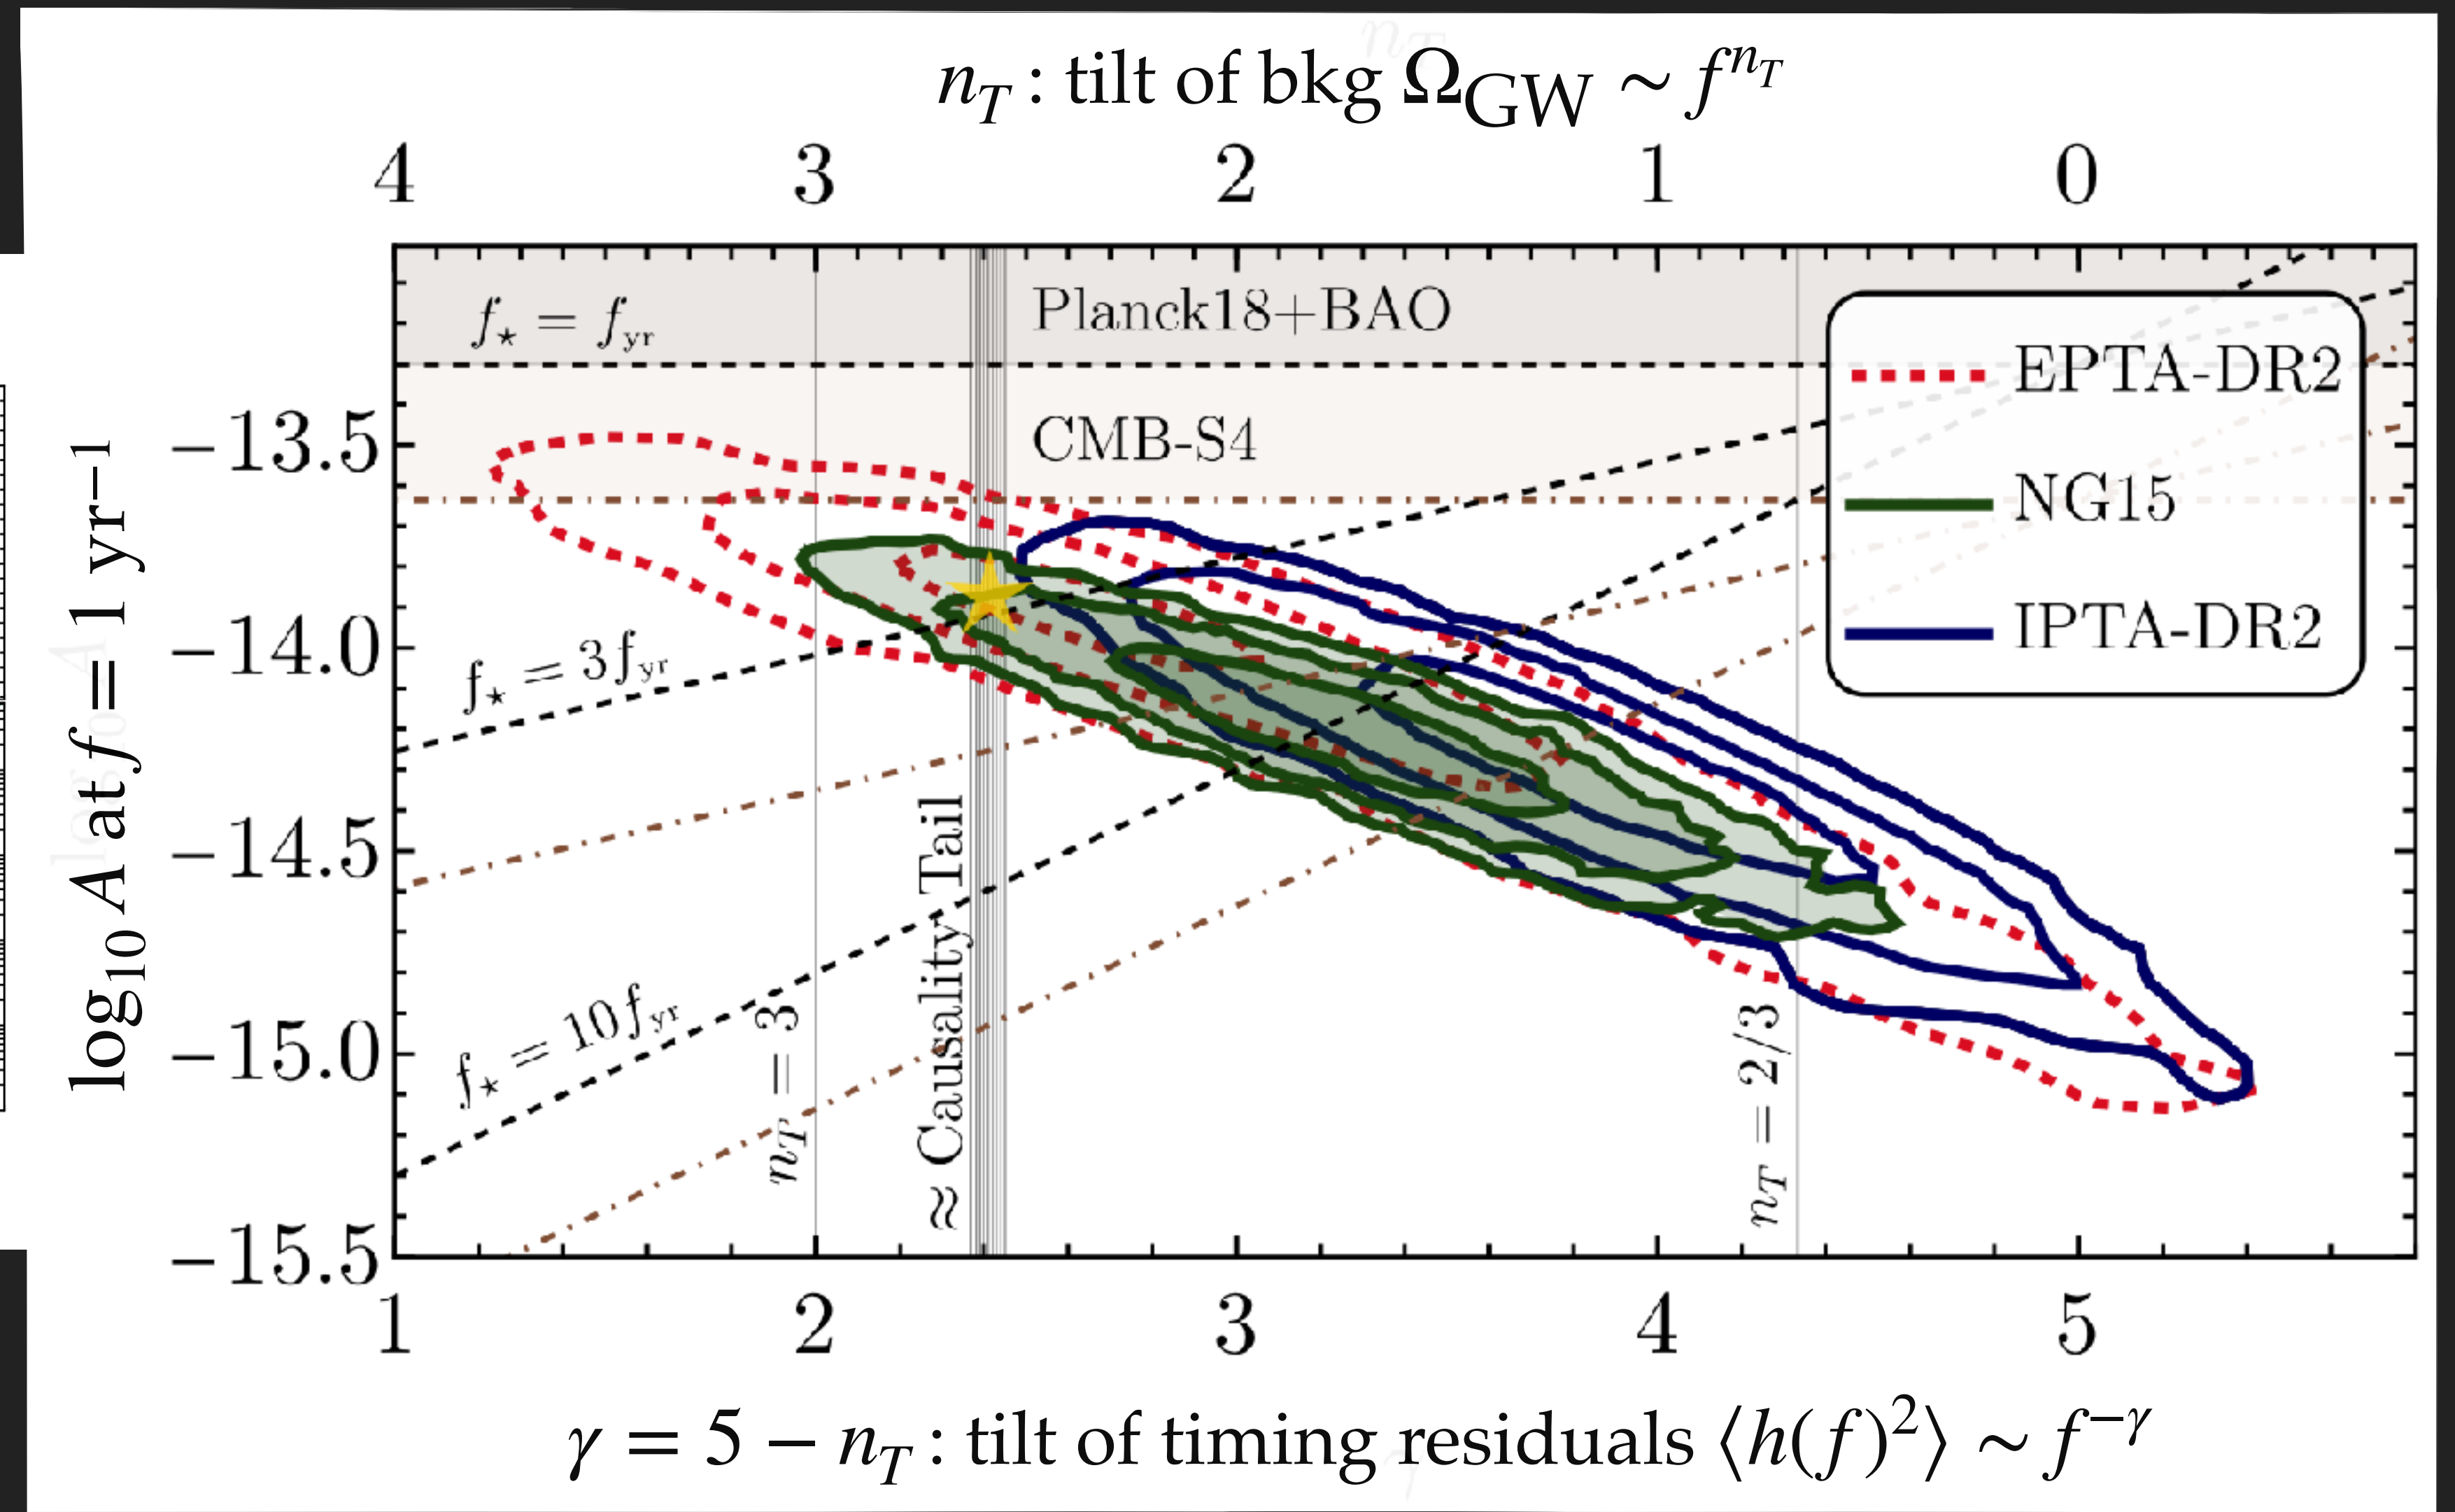 n_T : tilt of bkg Ω_GW ~ f^{n_T}
4 3 2 1 0
f⋆ = f_yr
Planck18+BAO
CMB-S4
EPTA-DR2
NG15
IPTA-DR2
log₁₀ A at f = 1 yr⁻¹
−13.5
−14.0
−14.5
−15.0
−15.5
f⋆ = 3f_yr
f⋆ = 10f_yr
n_T = 3
≈ Causality Tail
n_T = 2/3
1 2 3 4 5
γ = 5 − n_T : tilt of timing residuals ⟨h(f)²⟩ ~ f^{−γ}